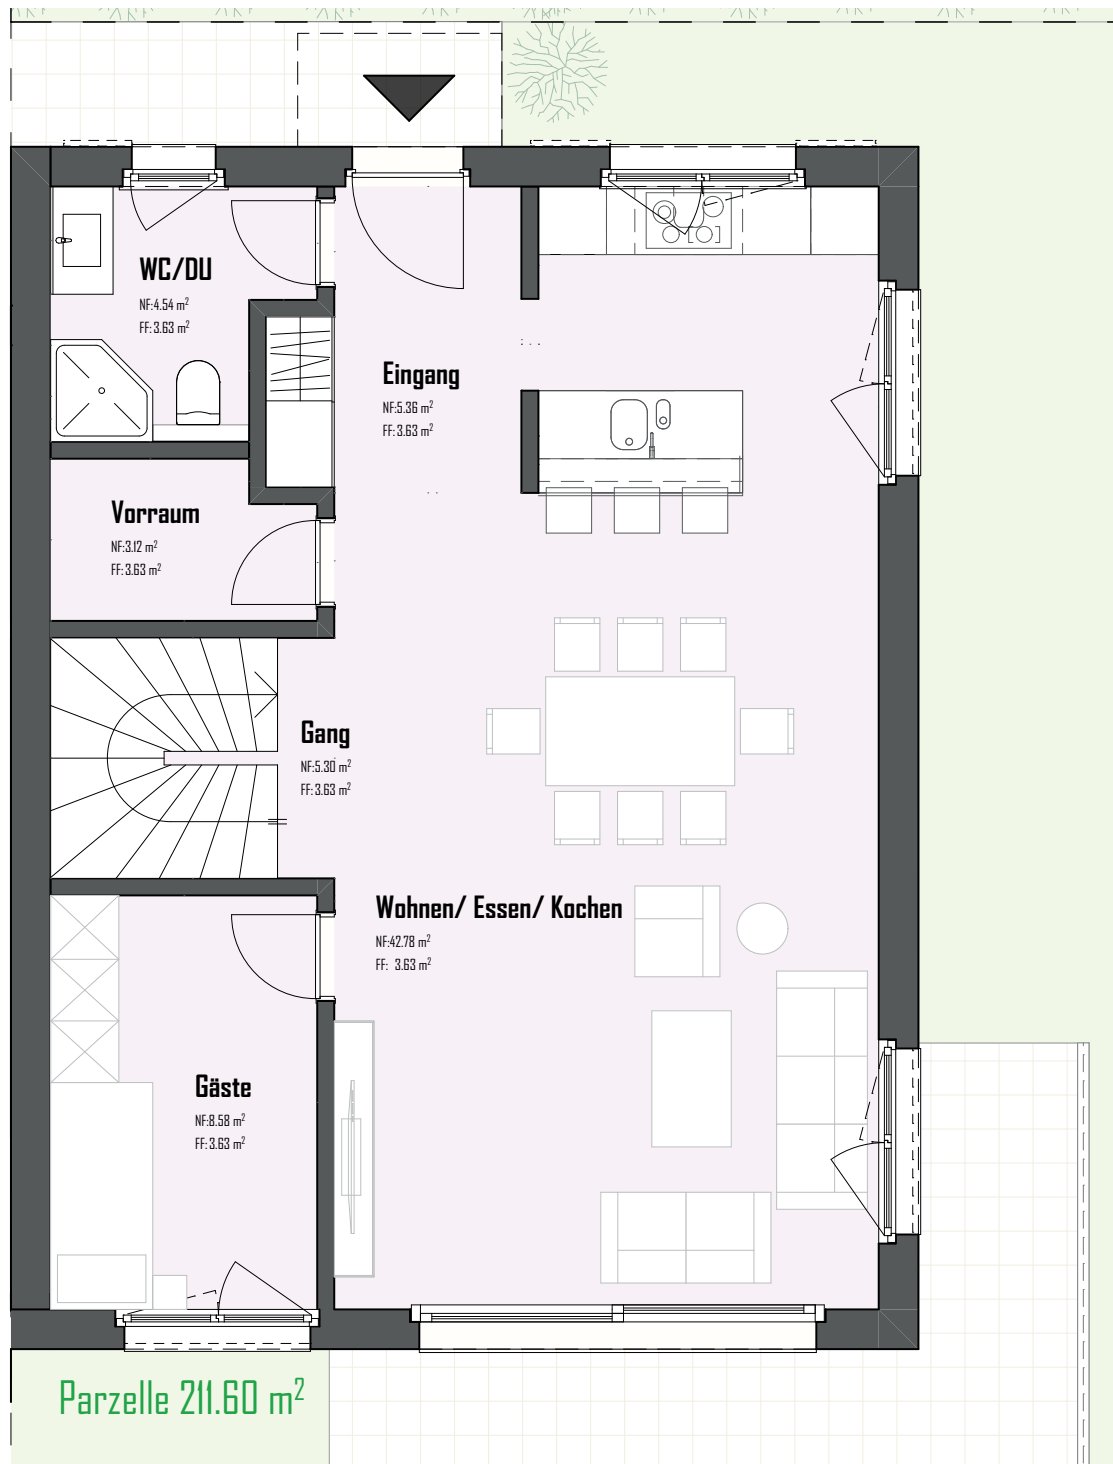 WC/DU
NF:4.54 m²
FF:3.63 m²
Eingang
NF:5.36 m²
FF:3.63 m²
Vorraum
NF:3.12 m²
FF:3.63 m²
Gang
NF:5.30 m²
FF:3.63 m²
Wohnen/ Essen/ Kochen
NF:42.78 m²
FF: 3.63 m²
Gäste
NF:8.58 m²
FF:3.63 m²
Parzelle 211.60 m²